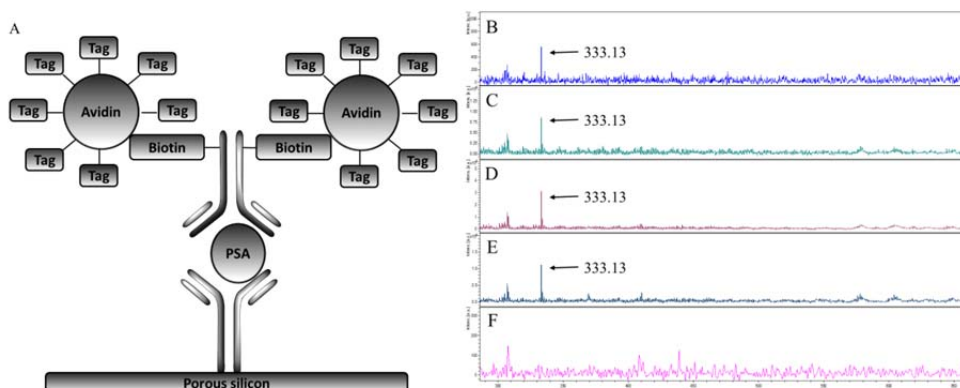 A
Tag
Tag
Tag
Tag
Avidin
Tag
Tag
Tag
Tag
Biotin
Tag
Tag
Tag
Tag
Avidin
Tag
Tag
Tag
Tag
Biotin
PSA
Porous silicon
B
333.13
C
333.13
D
333.13
E
333.13
F